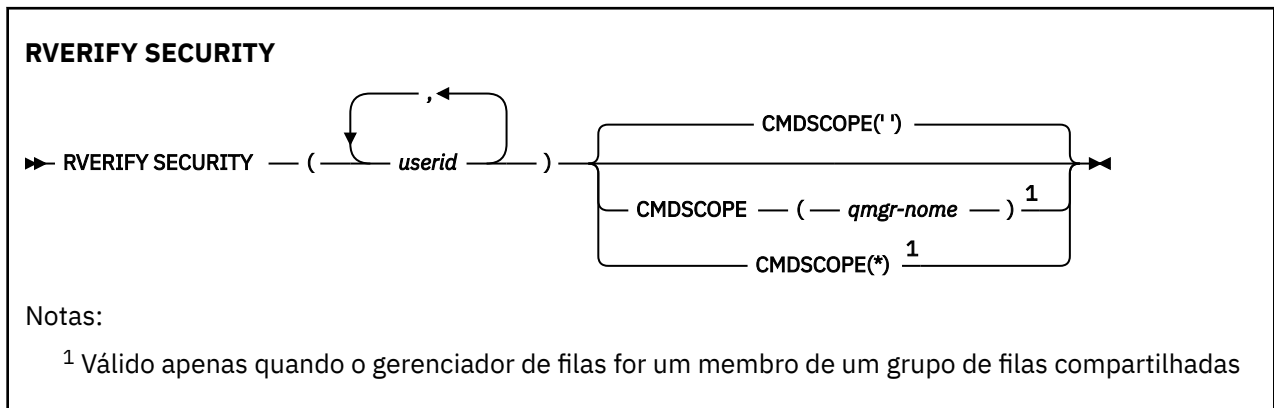 RVERIFY SECURITY
,
CMDSCOPE(' ')
RVERIFY SECURITY ( userid )
CMDSCOPE ( qmgr-nome ) 1
CMDSCOPE(*) 1
Notas:
1 Válido apenas quando o gerenciador de filas for um membro de um grupo de filas compartilhadas